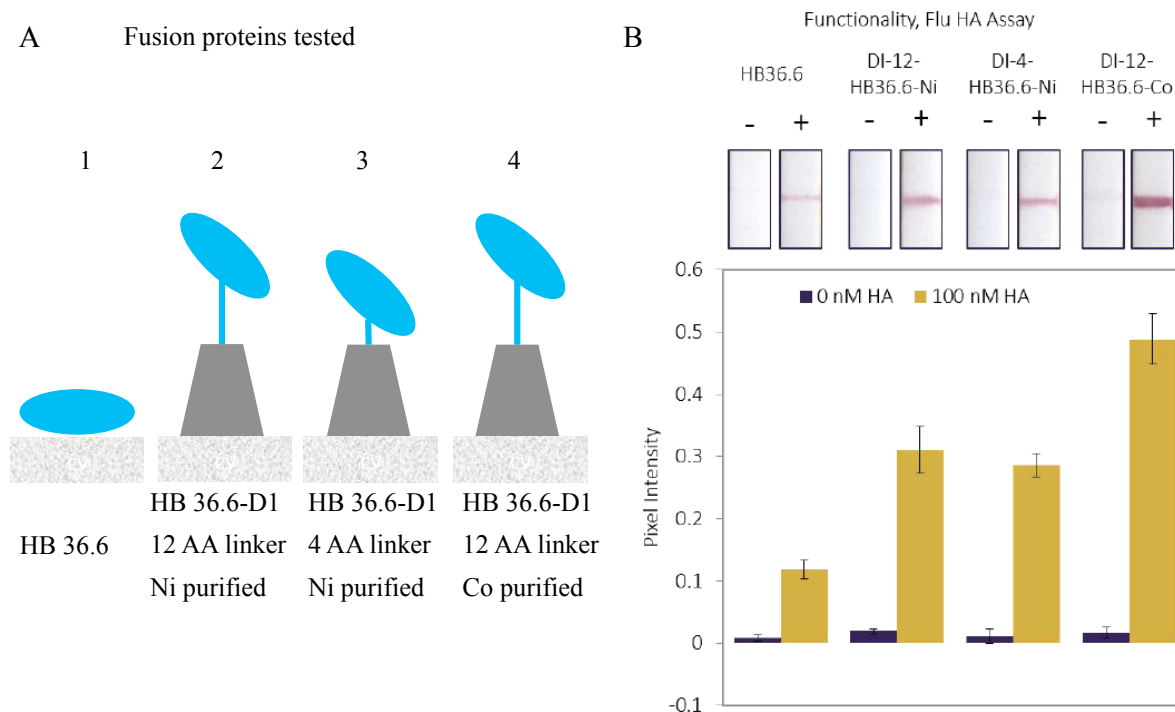 A
Fusion proteins tested
1
2
3
4
HB 36.6
HB 36.6-D1
12 AA linker
Ni purified
HB 36.6-D1
4 AA linker
Ni purified
HB 36.6-D1
12 AA linker
Co purified
B
Functionality, Flu HA Assay
HB36.6
DI-12-
HB36.6-Ni
DI-4-
HB36.6-Ni
DI-12-
HB36.6-Co
- + - + - + - +
0 nM HA
100 nM HA
Pixel Intensity
0.6
0.5
0.4
0.3
0.2
0.1
0
-0.1